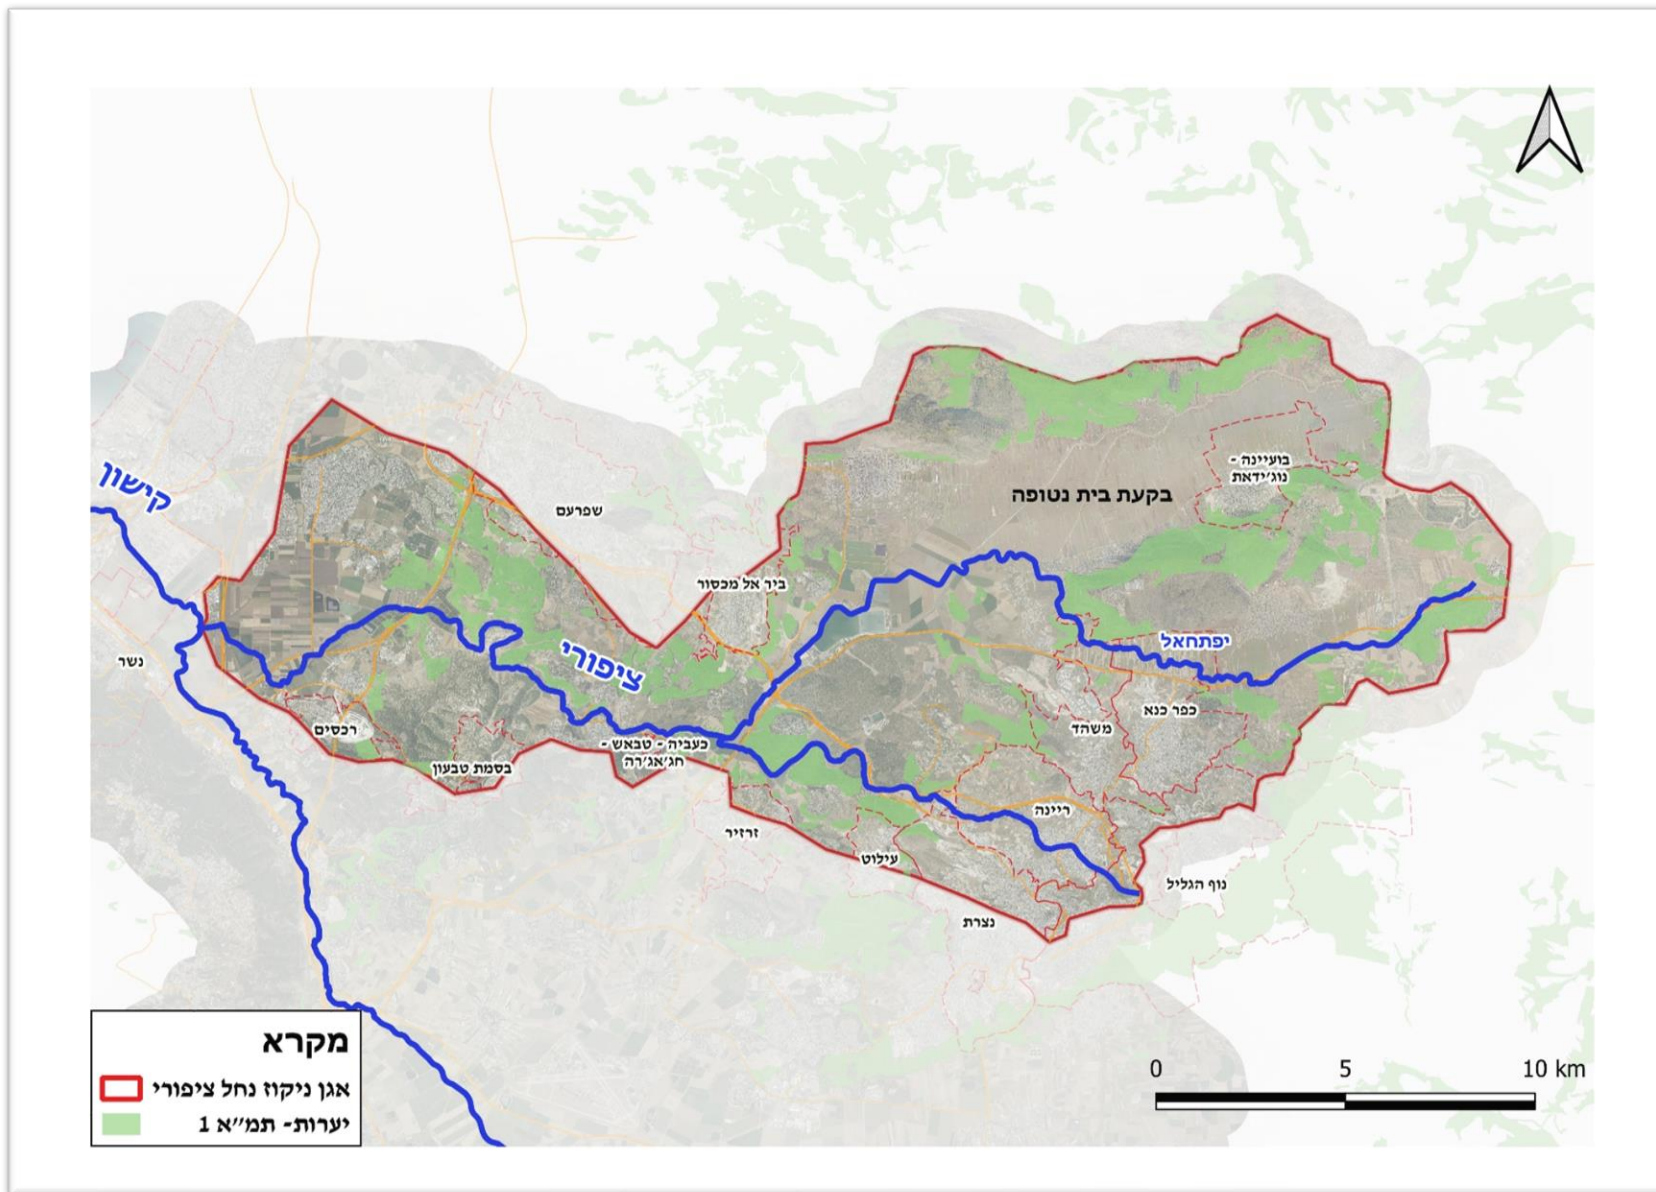 בועיינה -
נוג'ידאת
קישון
בקעת בית נטופה
שפרעם
ביר אל מכסור
יפתחאל
נשר
ציפורי
כפר כנא
רכסים
משהד
כעביה - טבאש -
חג'אג'רה
בסמת טבעון
ריינה
זרזיר
עילוט
נוף הגליל
נצרת
מקרא
אגן ניקוז נחל ציפורי
יערות- תמ"א 1
0 5 10 km